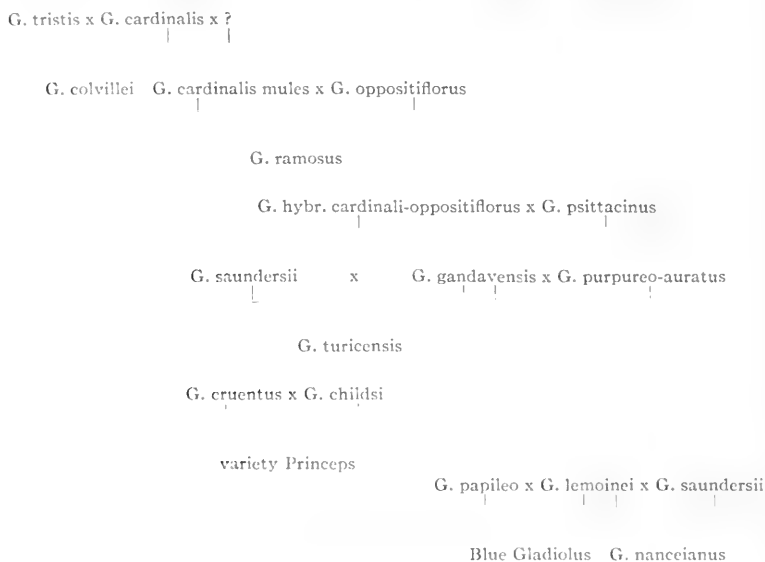 G. tristis x G. cardinalis x ?
G. colvillei G. cardinalis mules x G. oppositiflorus
G. ramosus
G. hybr. cardinali-oppositiflorus x G. psittacinus
G. saundersii x G. gandavensis x G. purpureo-auratus
G. turicensis
G. cruentus x G. childsi
variety Princeps
G. papileo x G. lemoinei x G. saundersii
Blue Gladiolus G. nanceianus